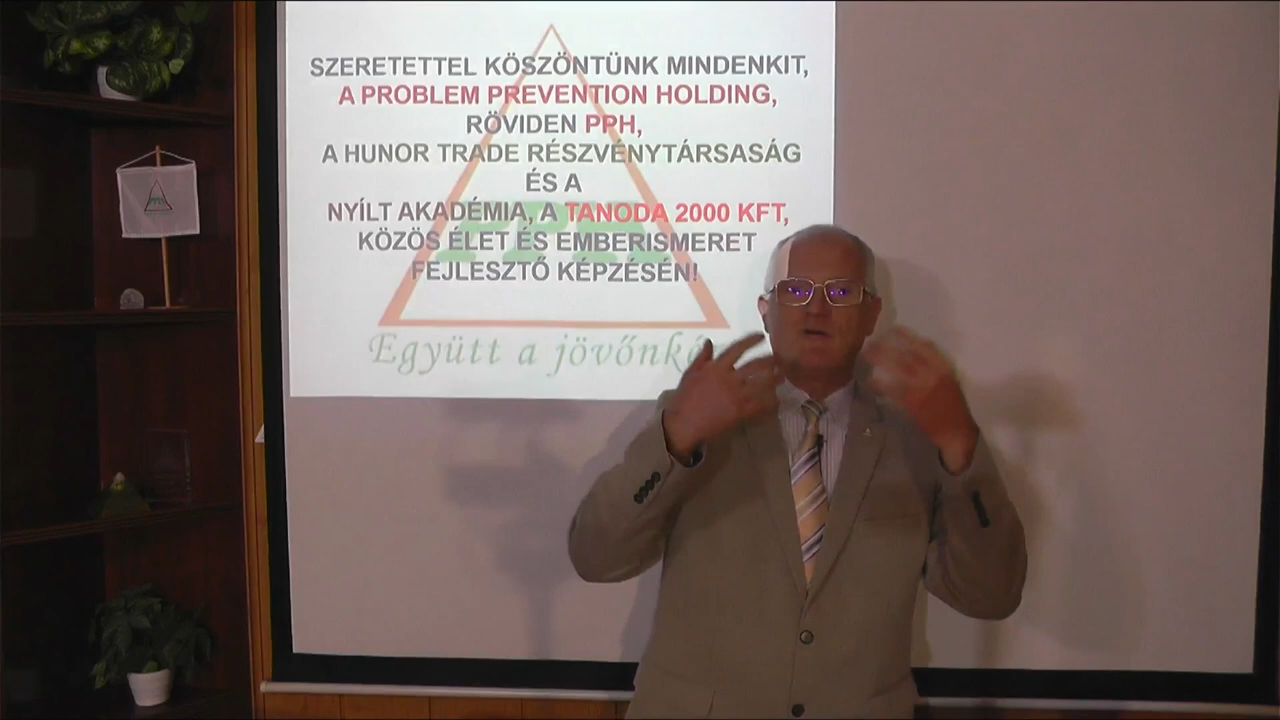 SZERETETTEL KÖSZÖNTÜNK MINDENKIT,
A PROBLEM PREVENTION HOLDING,
RÖVIDEN PPH,
A HUNOR TRADE RÉSZVÉNYTÁRSASÁG
ÉS A
NYÍLT AKADÉMIA, A TANODA 2000 KFT,
KÖZÖS ÉLET ÉS EMBERISMERET
FEJLESZTŐ KÉPZÉSÉN!
PPH
Együtt a